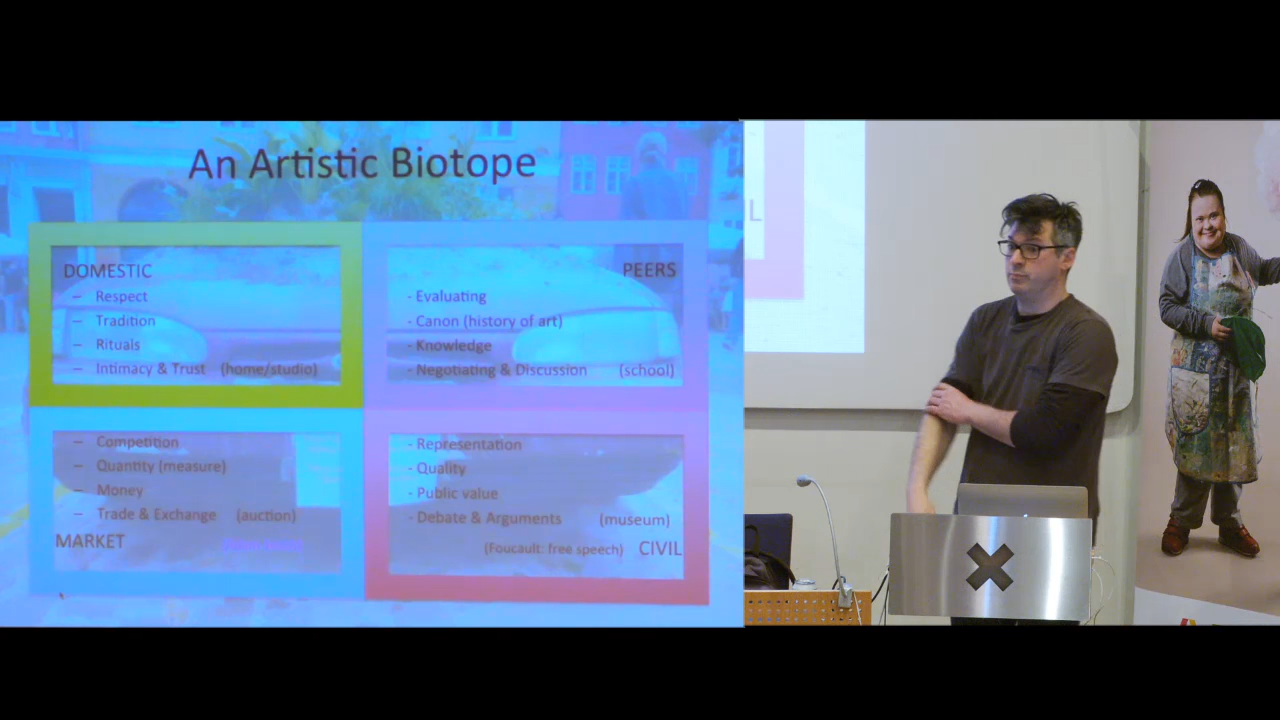 An Artistic Biotope
DOMESTIC
– Respect
– Tradition
– Rituals
– Intimacy & Trust (home/studio)
PEERS
- Evaluating
- Canon (history of art)
- Knowledge
- Negotiating & Discussion (school)
– Competition
– Quantity (measure)
– Money
– Trade & Exchange (auction)
MARKET
- Representation
- Quality
- Public value
- Debate & Arguments (museum)
(Foucault: free speech) CIVIL
L